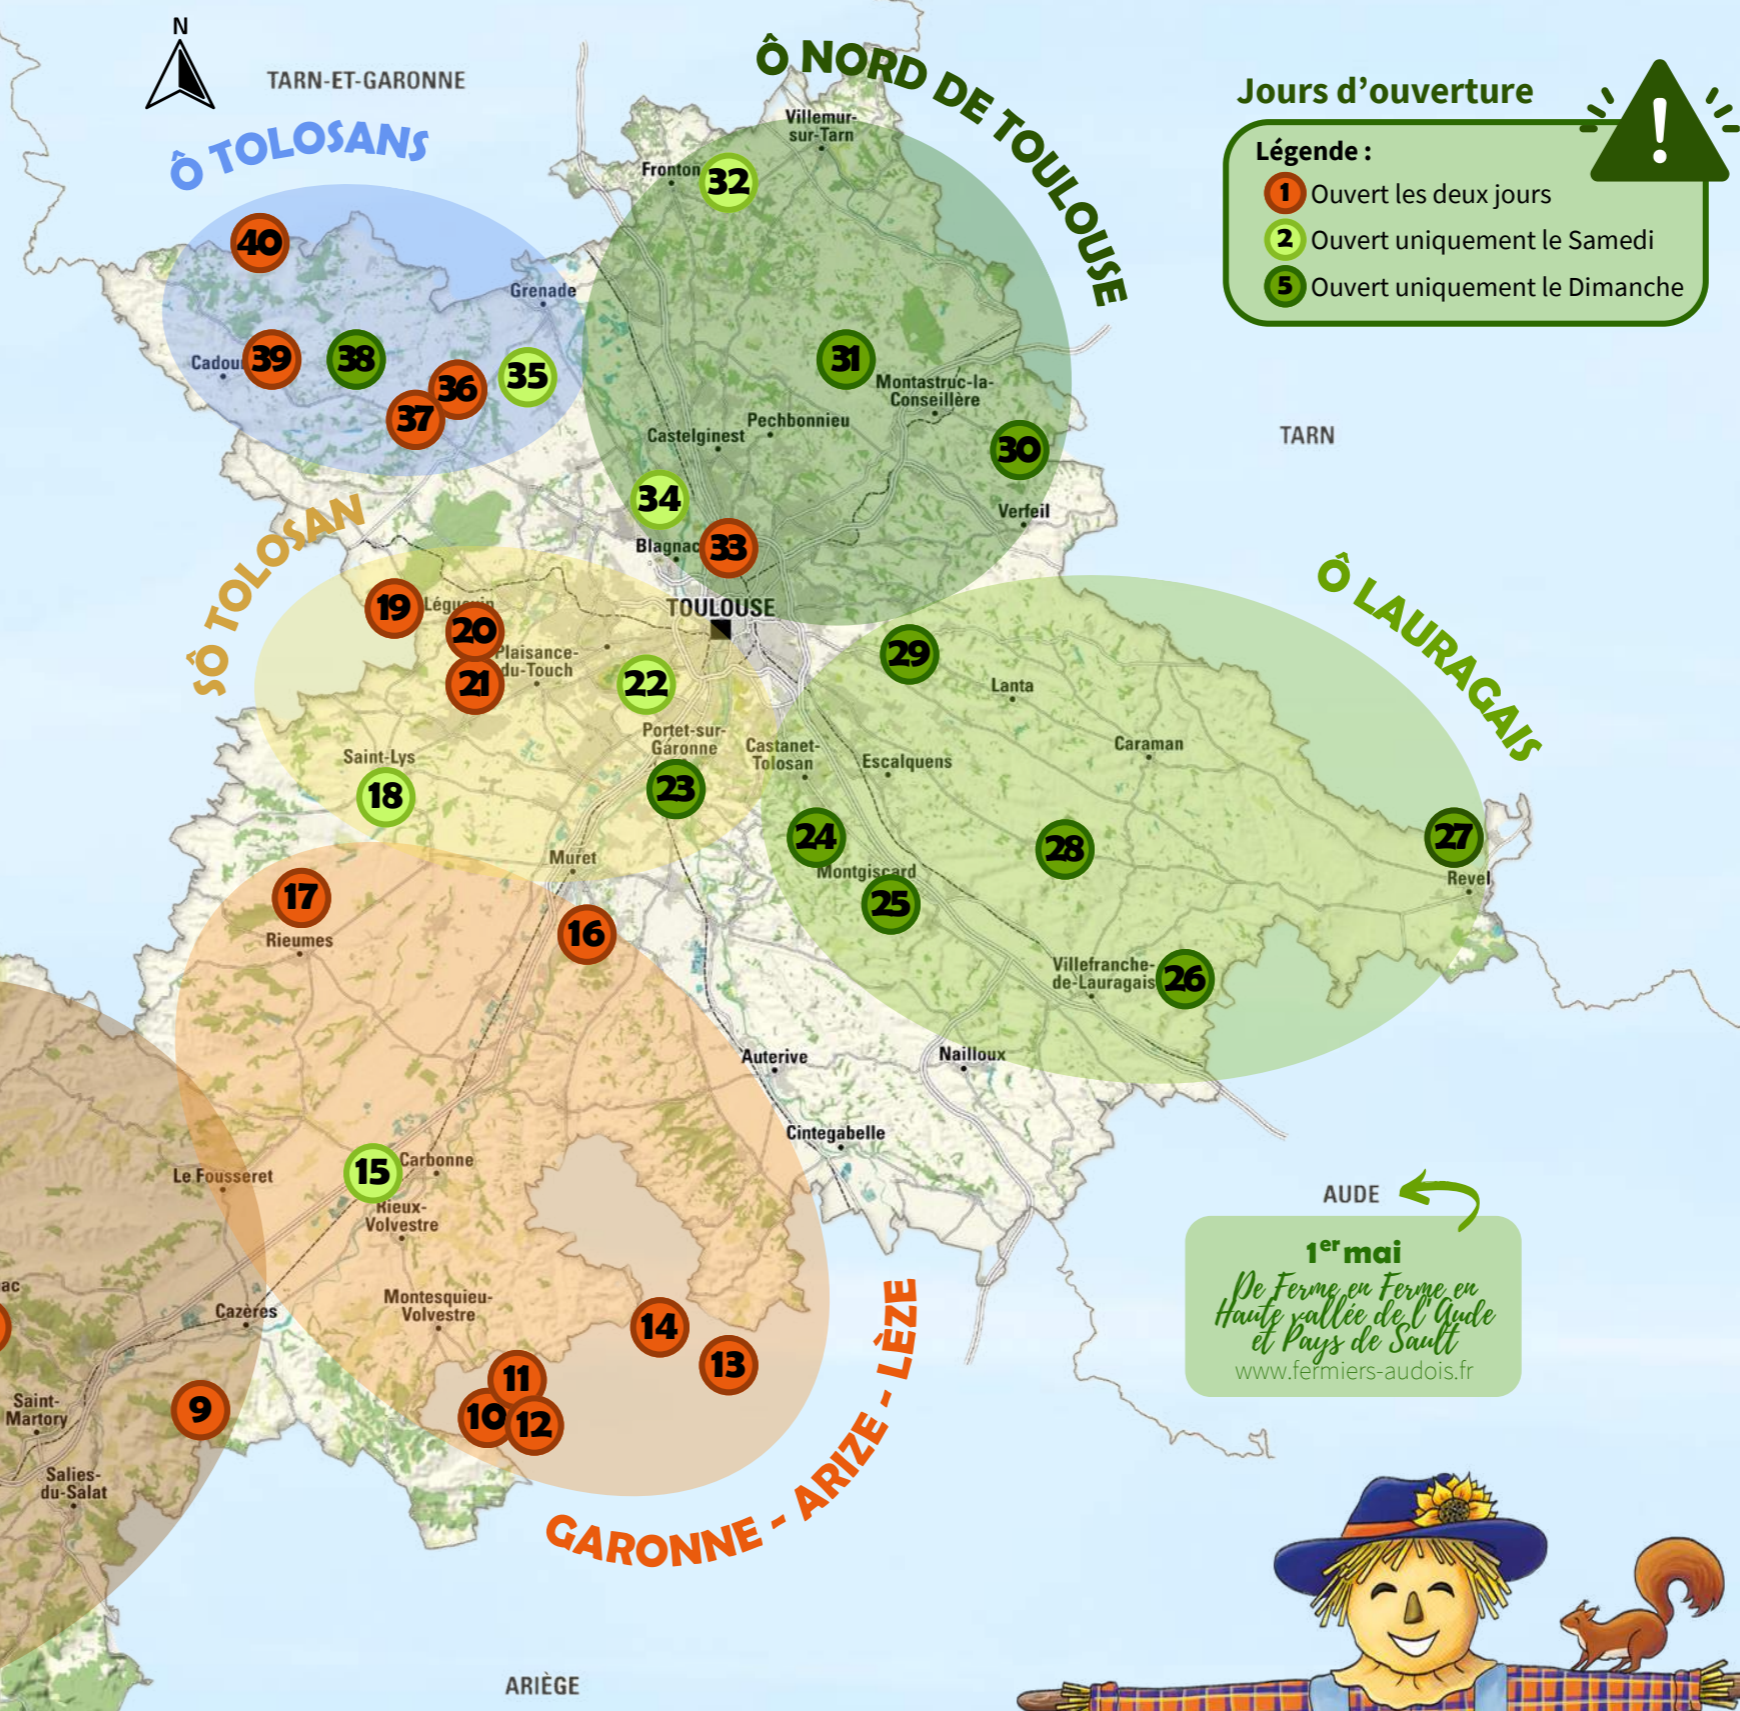 N
TARN-ET-GARONNE
Ô NORD DE TOULOUSE
Jours d’ouverture
!
Légende :
1 Ouvert les deux jours
2 Ouvert uniquement le Samedi
5 Ouvert uniquement le Dimanche
Ô TOLOSANS
Villemur-
sur-Tarn
Fronton
32
40
Grenade
Cadou
39
38
36
35
37
31
Montastruc-la-
Conseillère
Pechbonnieu
Castelginest
TARN
30
34
Verfeil
Blagnac
33
SÔ TOLOSAN
Ô LAURAGAIS
19
20
TOULOUSE
Plaisance-
du-Touch
21
22
29
Lanta
Portet-sur-
Garonne
Castanet-
Tolosan
Escalquens
Caraman
Saint-Lys
18
23
24
28
27
Montgiscard
Revel
Muret
25
17
Rieumes
16
Villefranche-
de-Lauragais
26
Auterive
Nailloux
Cintegabelle
15
Carbonne
Le Fousseret
Rieux-
Volvestre
AUDE
1er mai
De Ferme en Ferme en
Haute vallée de l'Aude
et Pays de Sault
www.fermiers-audois.fr
ac
Cazères
Montesquieu-
Volvestre
14
13
11
10
12
9
Saint-
Martory
Salies-
du-Salat
GARONNE - ARIZE - LÈZE
ARIÈGE